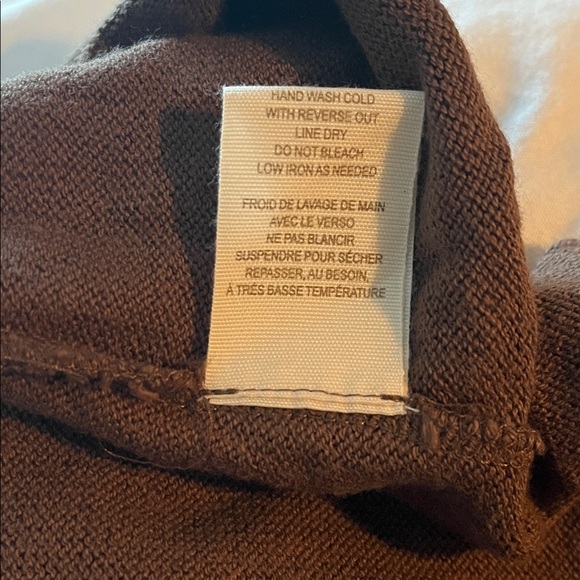 HAND WASH COLD
WITH REVERSE OUT
LINE DRY
DO NOT BLEACH
LOW IRON AS NEEDED
FROID DE LAVAGE DE MAIN
AVEC LE VERSO
NE PAS BLANCIR
SUSPENDRE POUR SÉCHER
REPASSER, AU BESOIN,
À TRÉS BASSE TEMPÉRATURE